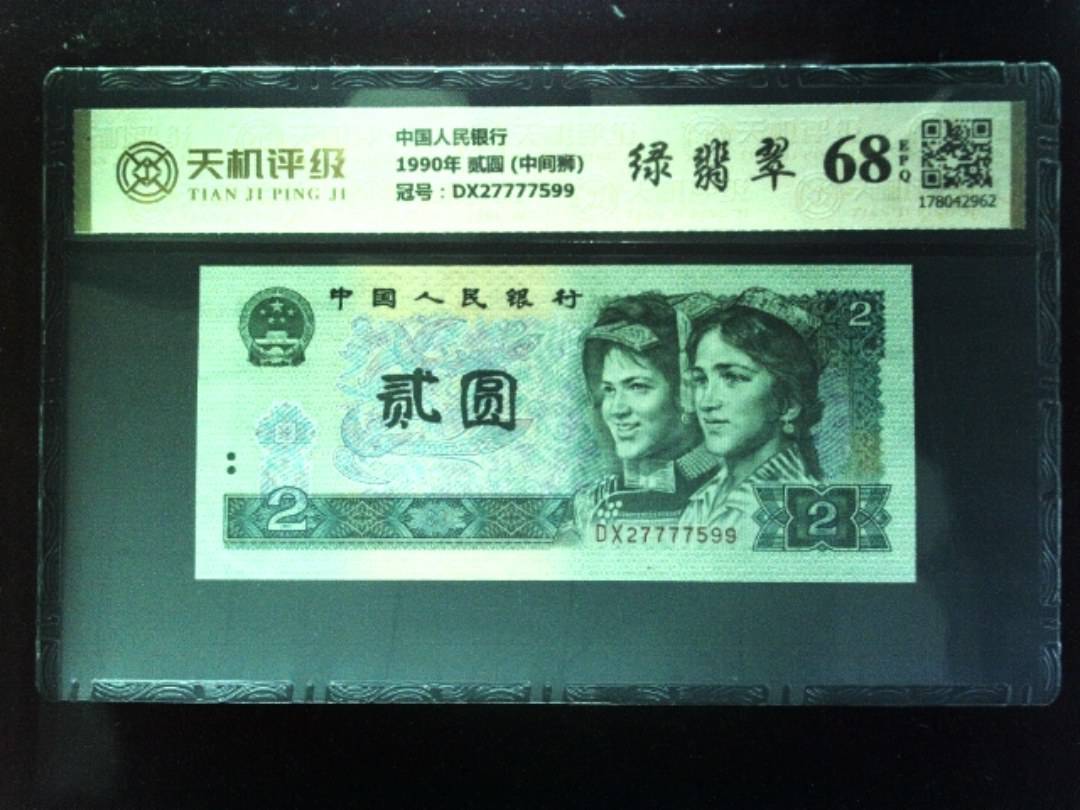 天机评级
TIAN JI PING JI
中国人民银行
1990年 贰圆 (中间狮)
冠号：DX27777599
绿翡翠
68
EPQ
178042962
中国人民银行
2
贰圆
2
2
DX27777599